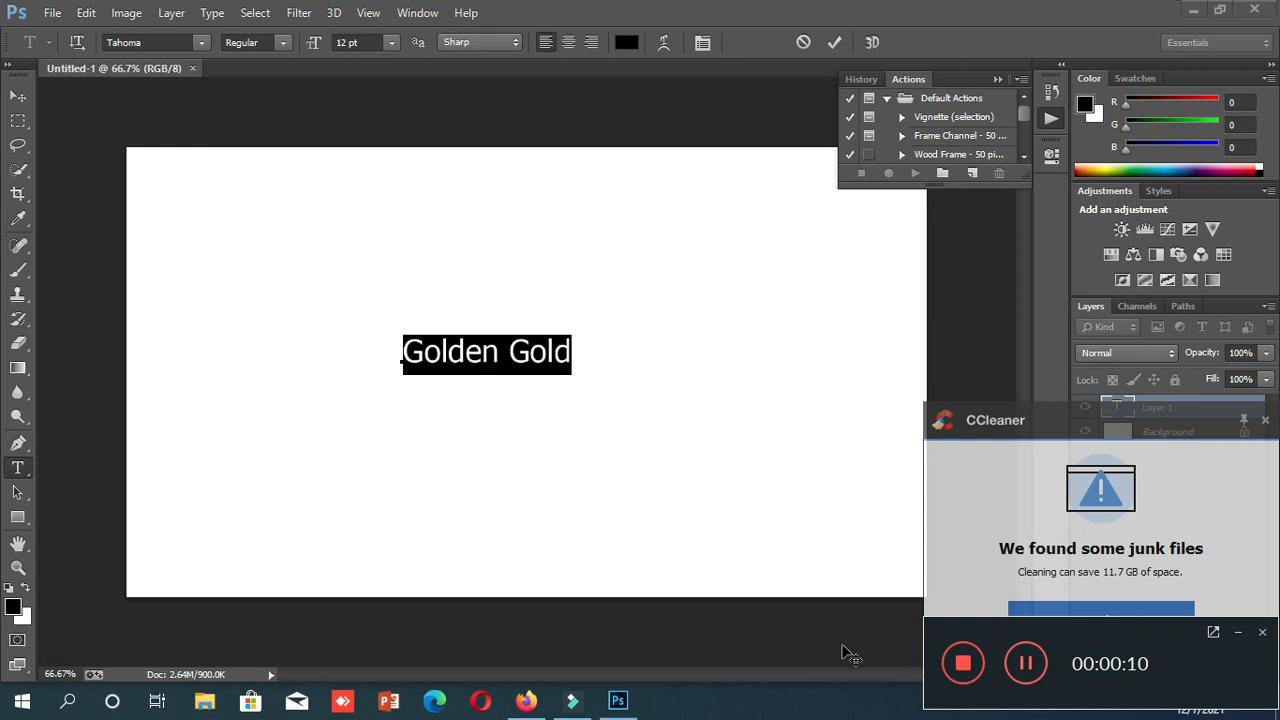 Ps File Edit Image Layer Type Select Filter 3D View Window Help
T Tahoma Regular 12 pt Sharp 3D Essentials
Untitled-1 @ 66.7% (RGB/8)
History Actions
Default Actions
Vignette (selection)
Frame Channel - 50 ...
Wood Frame - 50 pi...
Color Swatches
R 0
G 0
B 0
Adjustments Styles
Add an adjustment
Layers Channels Paths
Kind
Normal Opacity: 100%
Lock: Fill: 100%
T Layer 1
Background
Golden Gold
CCleaner
We found some junk files
Cleaning can save 11.7 GB of space.
00:00:10
66.67% Doc: 2.64M/900.0K
Ps